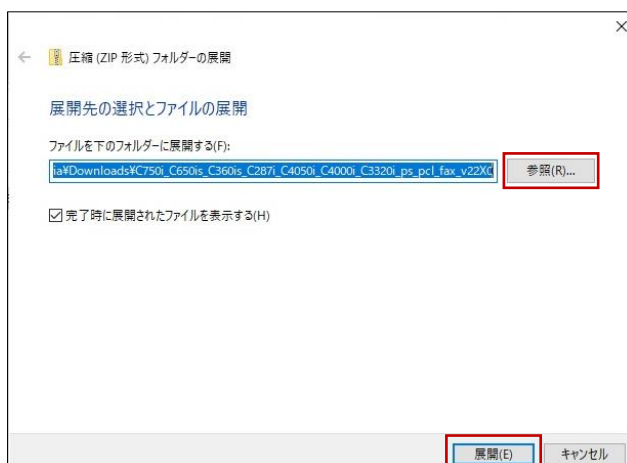 圧縮 (ZIP 形式) フォルダーの展開
展開先の選択とファイルの展開
ファイルを下のフォルダーに展開する(F):
ia¥Downloads¥C750i_C650is_C360is_C287i_C4050i_C4000i_C3320i_ps_pcl_fax_v22X0
参照(R)...
完了時に展開されたファイルを表示する(H)
展開(E)
キャンセル